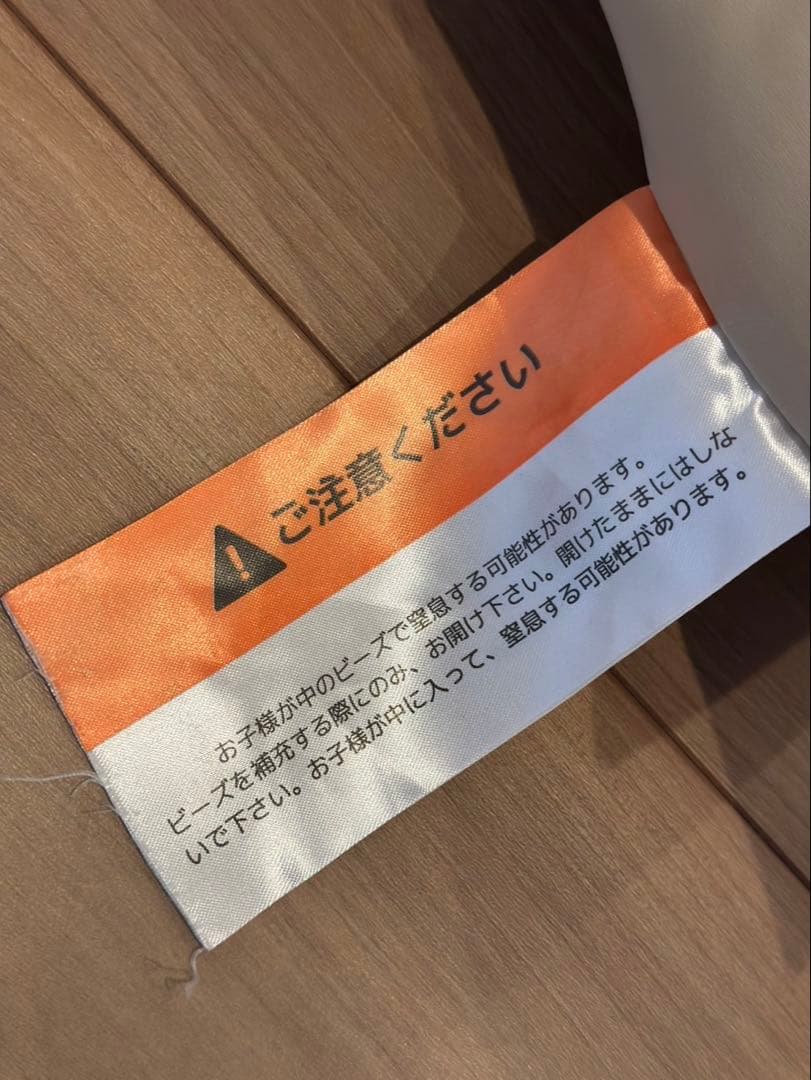 ご注意ください
お子様が中のビーズで窒息する可能性があります。
ビーズを補充する際にのみ、お開け下さい。開けたままにはしな
いで下さい。お子様が中に入って、窒息する可能性があります。